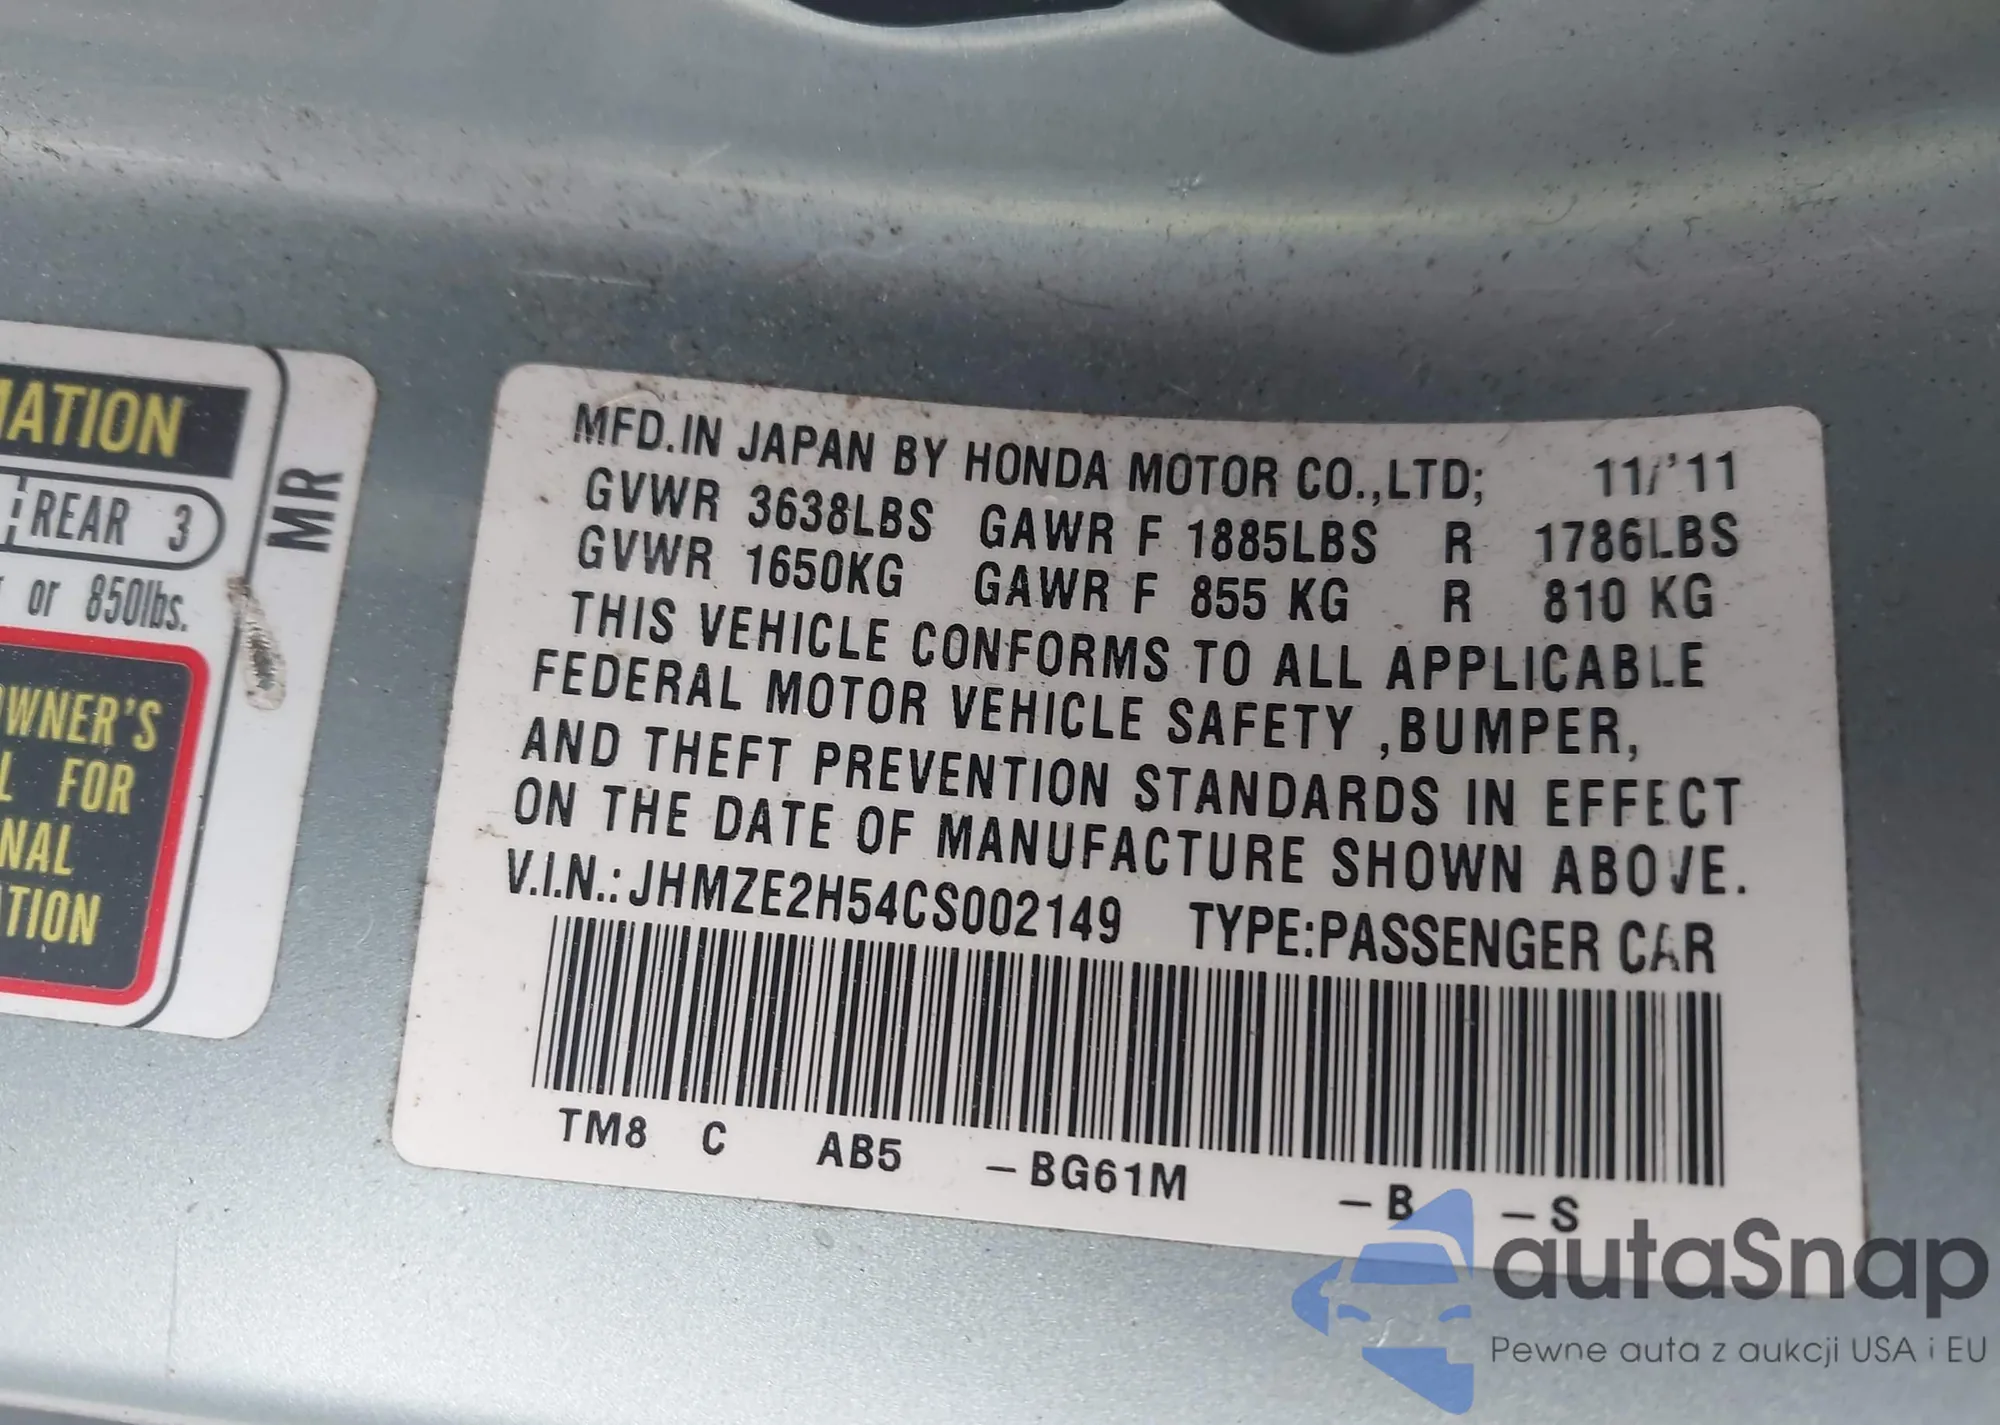 MATION
REAR 3
or 850lbs.
OWNER'S
L FOR
NAL
ATION
MR
MFD.IN JAPAN BY HONDA MOTOR CO.,LTD; 11/'11
GVWR 3638LBS GAWR F 1885LBS R 1786LBS
GVWR 1650KG GAWR F 855 KG R 810 KG
THIS VEHICLE CONFORMS TO ALL APPLICABLE
FEDERAL MOTOR VEHICLE SAFETY ,BUMPER,
AND THEFT PREVENTION STANDARDS IN EFFECT
ON THE DATE OF MANUFACTURE SHOWN ABOVE.
V.I.N.: JHMZE2H54CS002149 TYPE:PASSENGER CAR
TM8 C AB5 -BG61M -B -S
autaSnap
Pewne auta z aukcji USA i EU